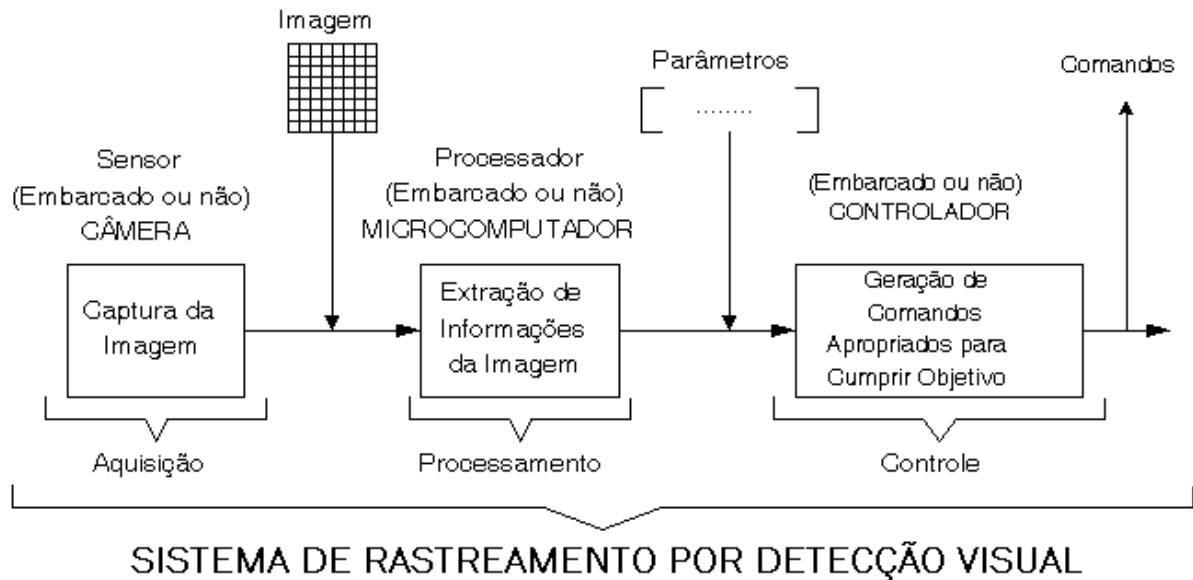 Imagem
Parâmetros
[ ........ ]
Comandos
Sensor
(Embarcado ou não)
CÂMERA
Processador
(Embarcado ou não)
MICROCOMPUTADOR
(Embarcado ou não)
CONTROLADOR
Captura da
Imagem
Extração de
Informações
da Imagem
Geração de
Comandos
Apropriados para
Cumprir Objetivo
Aquisição
Processamento
Controle
SISTEMA DE RASTREAMENTO POR DETECÇÃO VISUAL